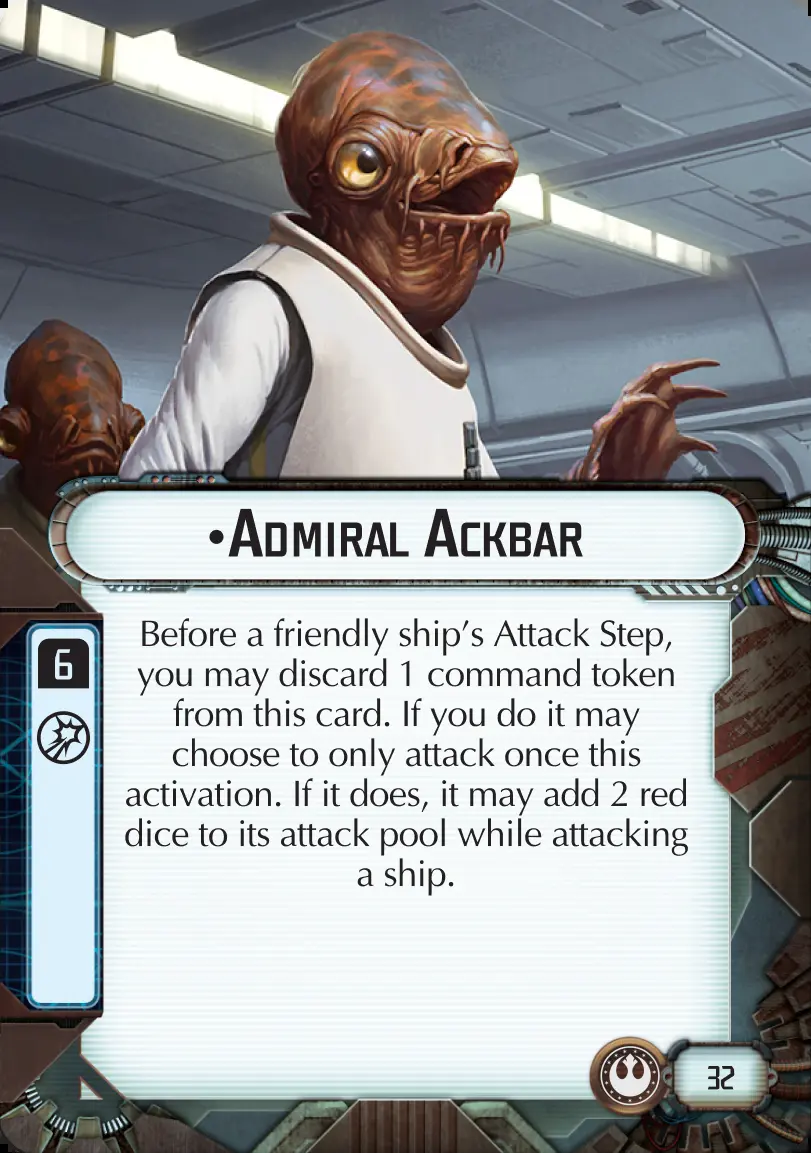 •Admiral Ackbar
6
Before a friendly ship’s Attack Step,
you may discard 1 command token
from this card. If you do it may
choose to only attack once this
activation. If it does, it may add 2 red
dice to its attack pool while attacking
a ship.
32